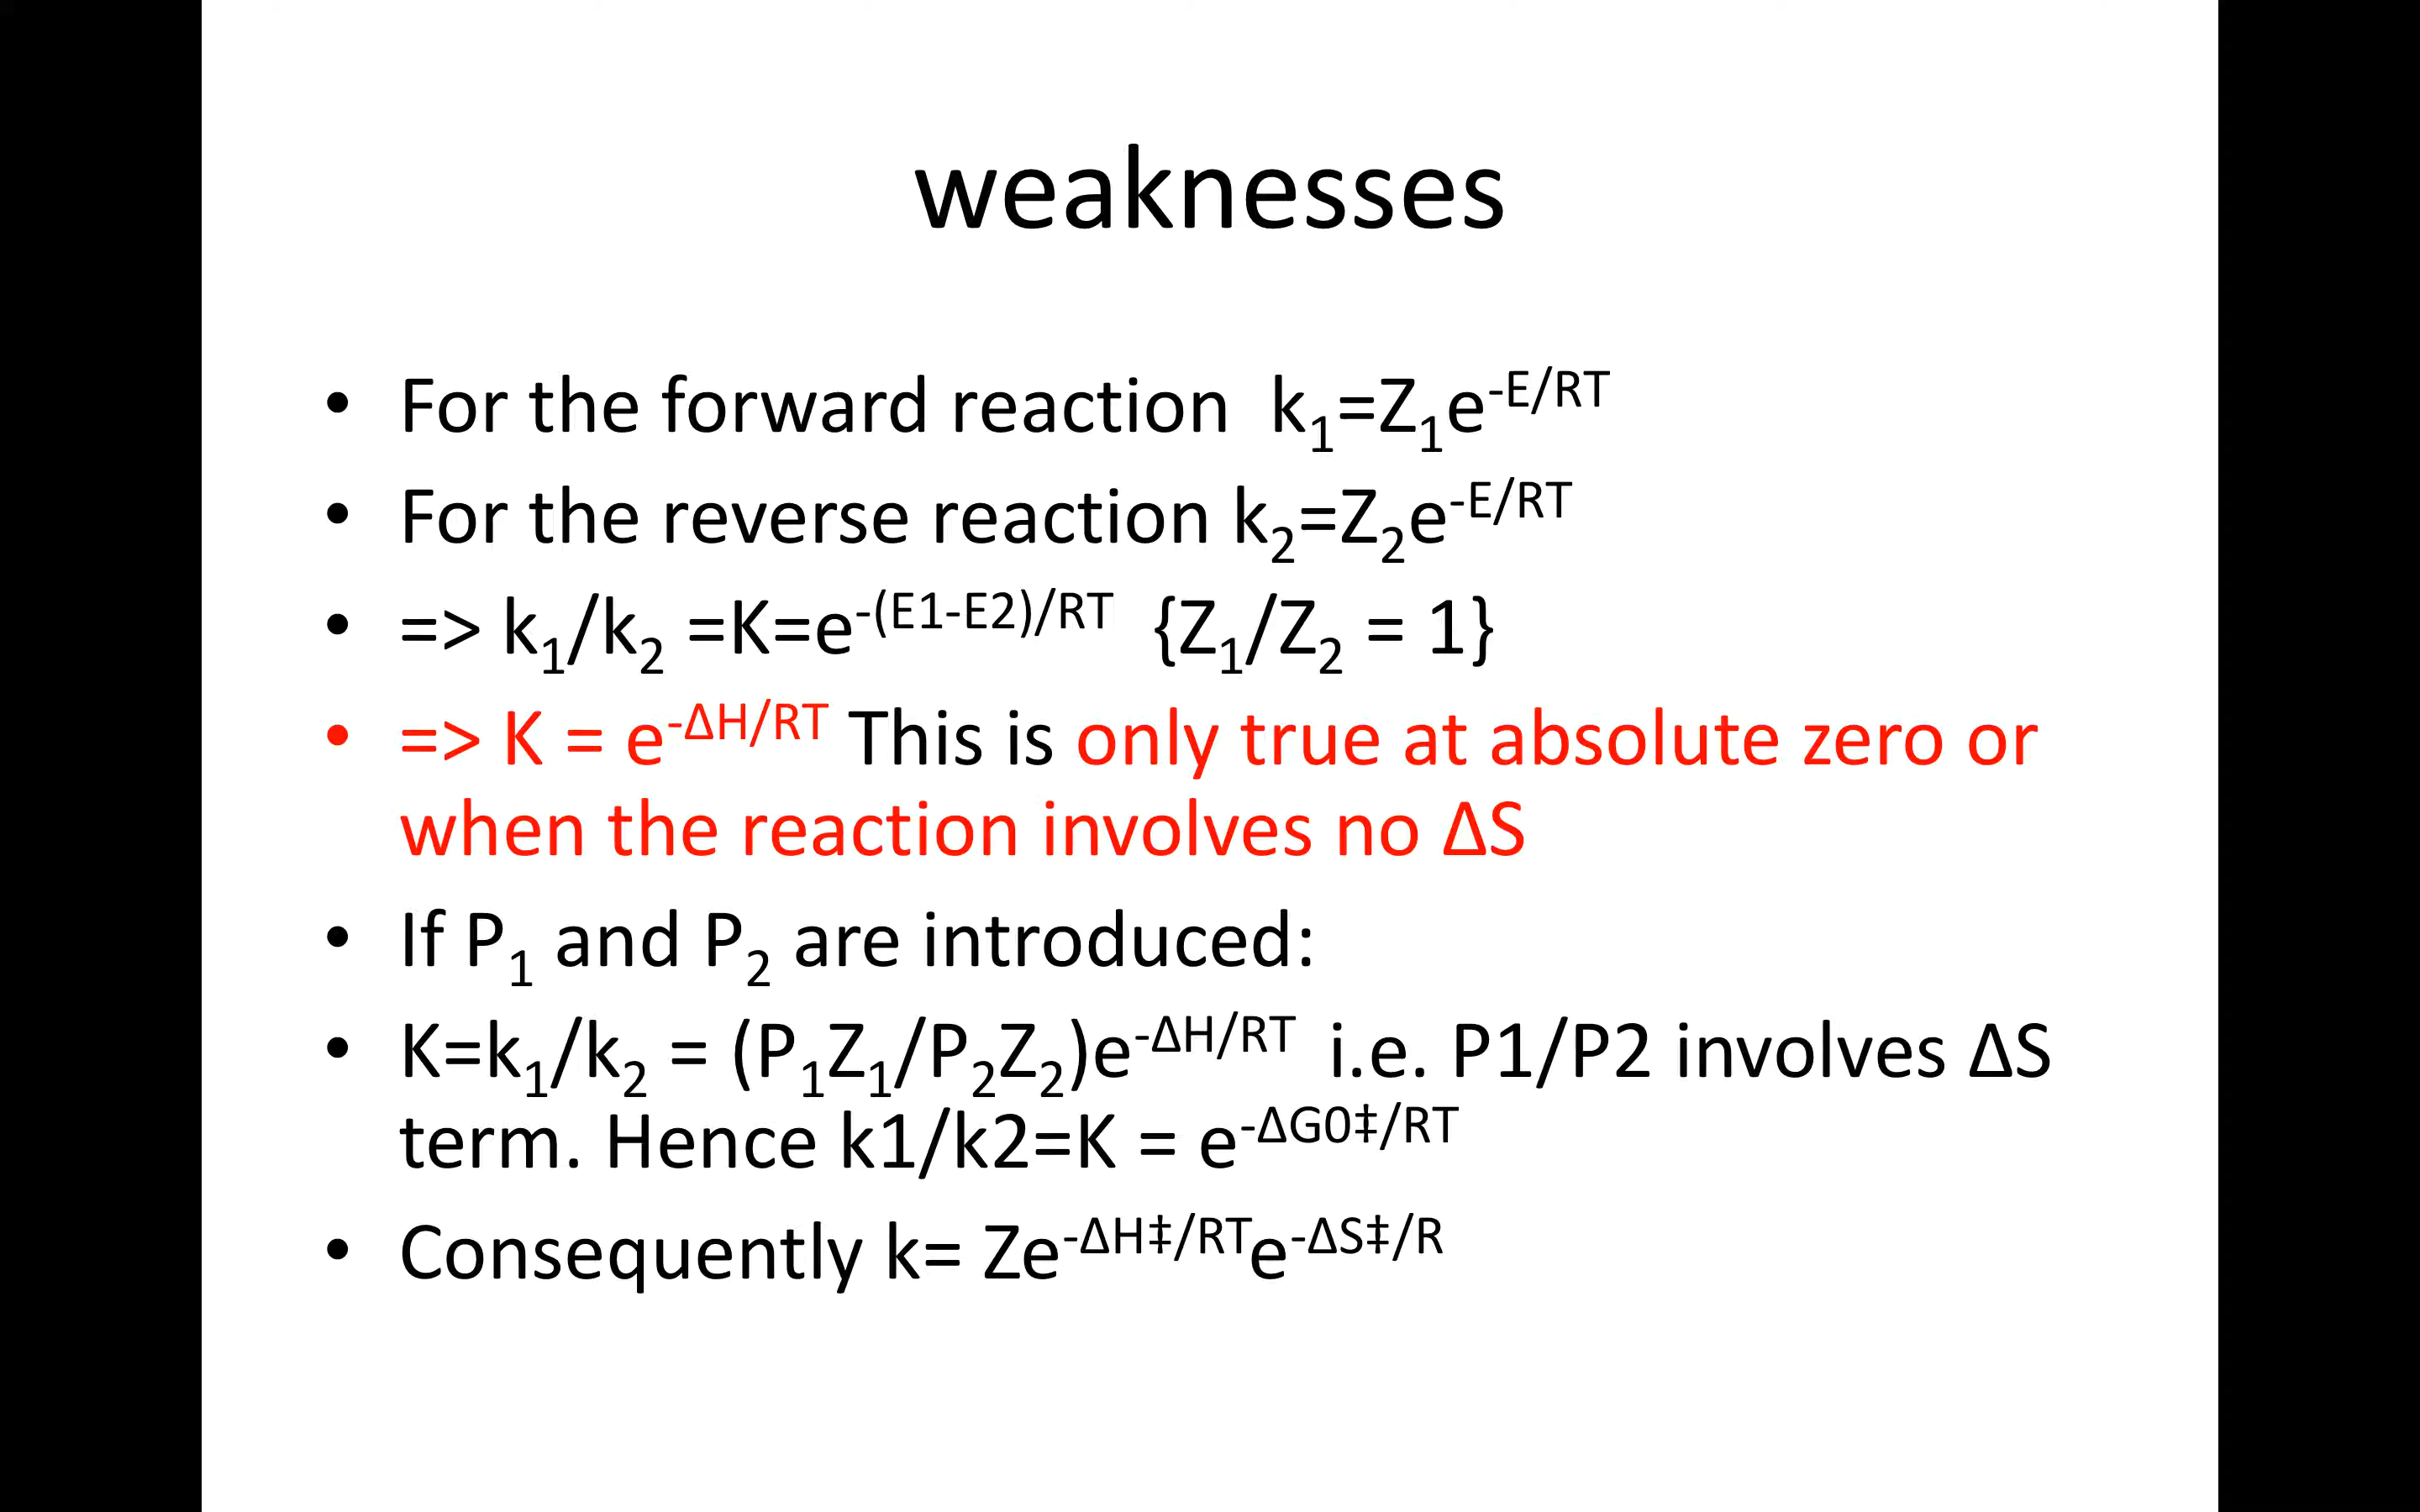 weaknesses
• For the forward reaction k₁=Z₁e^-E/RT
• For the reverse reaction k₂=Z₂e^-E/RT
• => k₁/k₂ =K=e^-(E1-E2)/RT {Z₁/Z₂ = 1}
• => K = e^-ΔH/RT This is only true at absolute zero or
when the reaction involves no ΔS
• If P₁ and P₂ are introduced:
• K=k₁/k₂ = (P₁Z₁/P₂Z₂)e^-ΔH/RT i.e. P1/P2 involves ΔS
term. Hence k1/k2=K = e^-ΔG0‡/RT
• Consequently k= Ze^-ΔH‡/RTe^-ΔS‡/R